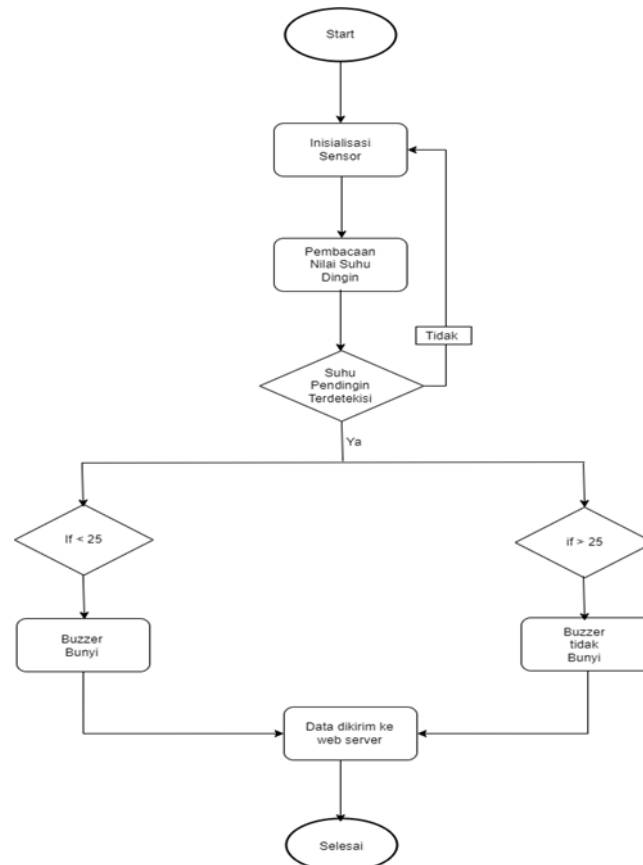 Start
Inisialisasi
Sensor
Pembacaan
Nilai Suhu
Dingin
Tidak
Suhu
Pendingin
Terdetekisi
Ya
If < 25
if > 25
Buzzer
Bunyi
Buzzer
tidak
Bunyi
Data dikirim ke
web server
Selesai